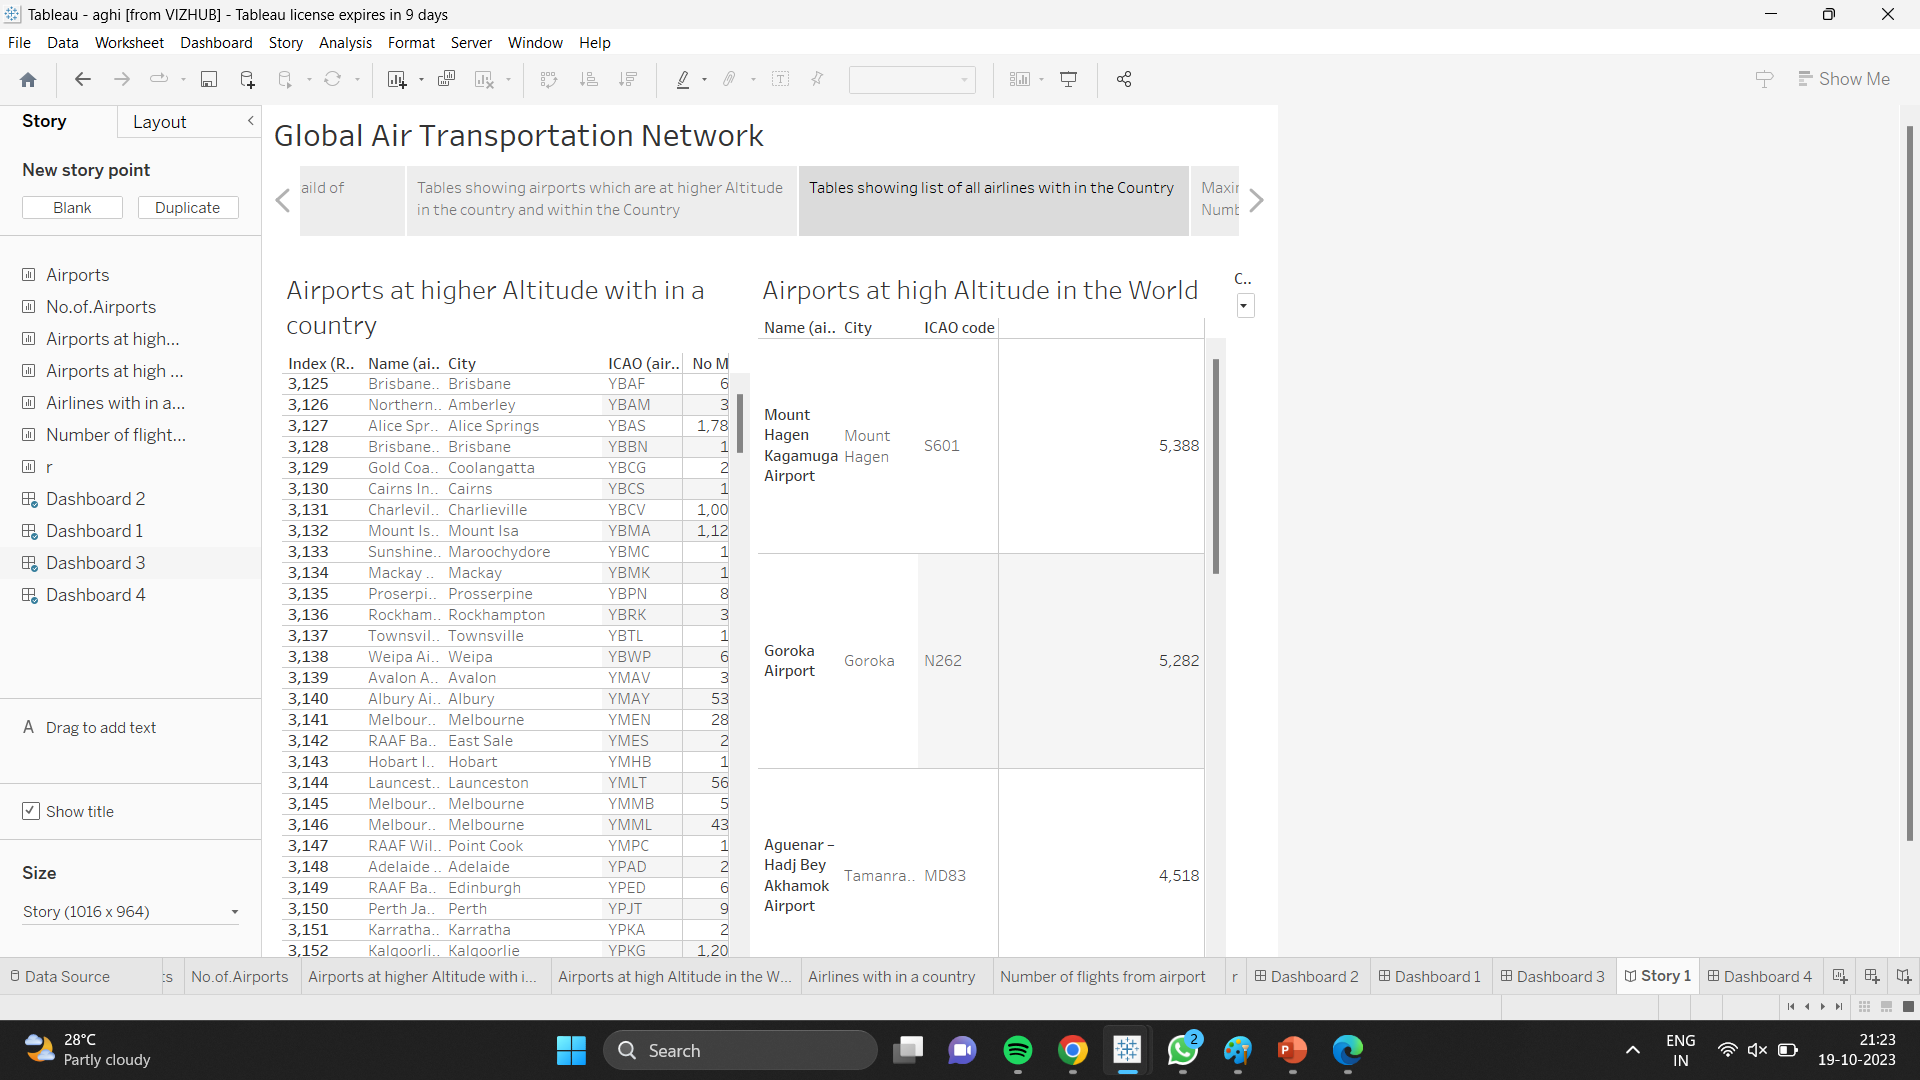 Tableau - aghi [from VIZHUB] - Tableau license expires in 9 days
File Data Worksheet Dashboard Story Analysis Format Server Window Help
Show Me
Story Layout
New story point
Blank Duplicate
Airports
No.of.Airports
Airports at high...
Airports at high ...
Airlines with in a...
Number of flight...
r
Dashboard 2
Dashboard 1
Dashboard 3
Dashboard 4
A Drag to add text
Show title
Size
Story (1016 x 964)
Global Air Transportation Network
aild of
Tables showing airports which are at higher Altitude
in the country and within the Country
Tables showing list of all airlines with in the Country
Maxir
Numb
Airports at higher Altitude with in a
country
Index (R.. Name (ai.. City ICAO (air.. No M
3,125 Brisbane.. Brisbane YBAF 6
3,126 Northern.. Amberley YBAM 3
3,127 Alice Spr.. Alice Springs YBAS 1,78
3,128 Brisbane.. Brisbane YBBN 1
3,129 Gold Coa.. Coolangatta YBCG 2
3,130 Cairns In.. Cairns YBCS 1
3,131 Charlevil.. Charlieville YBCV 1,00
3,132 Mount Is.. Mount Isa YBMA 1,12
3,133 Sunshine.. Maroochydore YBMC 1
3,134 Mackay .. Mackay YBMK 1
3,135 Proserpi.. Prosserpine YBPN 8
3,136 Rockham.. Rockhampton YBRK 3
3,137 Townsvil.. Townsville YBTL 1
3,138 Weipa Ai.. Weipa YBWP 6
3,139 Avalon A.. Avalon YMAV 3
3,140 Albury Ai.. Albury YMAY 53
3,141 Melbour.. Melbourne YMEN 28
3,142 RAAF Ba.. East Sale YMES 2
3,143 Hobart I.. Hobart YMHB 1
3,144 Launcest.. Launceston YMLT 56
3,145 Melbour.. Melbourne YMMB 5
3,146 Melbour.. Melbourne YMML 43
3,147 RAAF Wil.. Point Cook YMPC 1
3,148 Adelaide .. Adelaide YPAD 2
3,149 RAAF Ba.. Edinburgh YPED 6
3,150 Perth Ja.. Perth YPJT 9
3,151 Karratha.. Karratha YPKA 2
3,152 Kalgoorli.. Kalgoorlie YPKG 1,20
Airports at high Altitude in the World
Name (ai.. City ICAO code
Mount
Hagen
Kagamuga
Airport
Mount
Hagen
S601
5,388
Goroka
Airport
Goroka
N262
5,282
Aguenar –
Hadj Bey
Akhamok
Airport
Tamanra..
MD83
4,518
C..
Data Source ts No.of.Airports Airports at higher Altitude with i... Airports at high Altitude in the W... Airlines with in a country Number of flights from airport r Dashboard 2 Dashboard 1 Dashboard 3 Story 1 Dashboard 4
28°C
Partly cloudy
Search
2
ENG
IN
21:23
19-10-2023